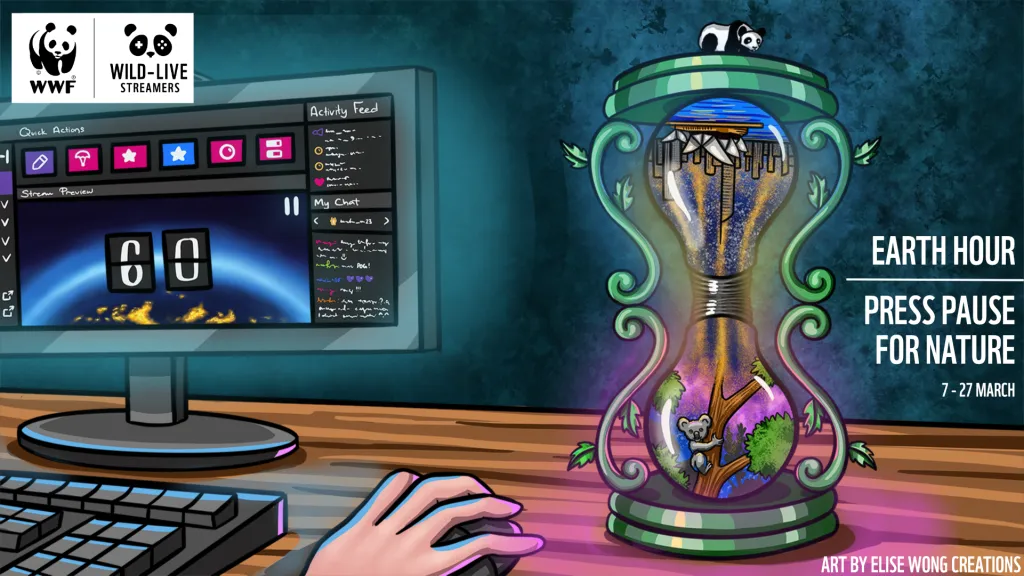 WWF
WILD-LIVE
STREAMERS
Quick Actions
Activity Feed
Stream Preview
My Chat
60
EARTH HOUR
PRESS PAUSE
FOR NATURE
7 - 27 MARCH
ART BY ELISE WONG CREATIONS